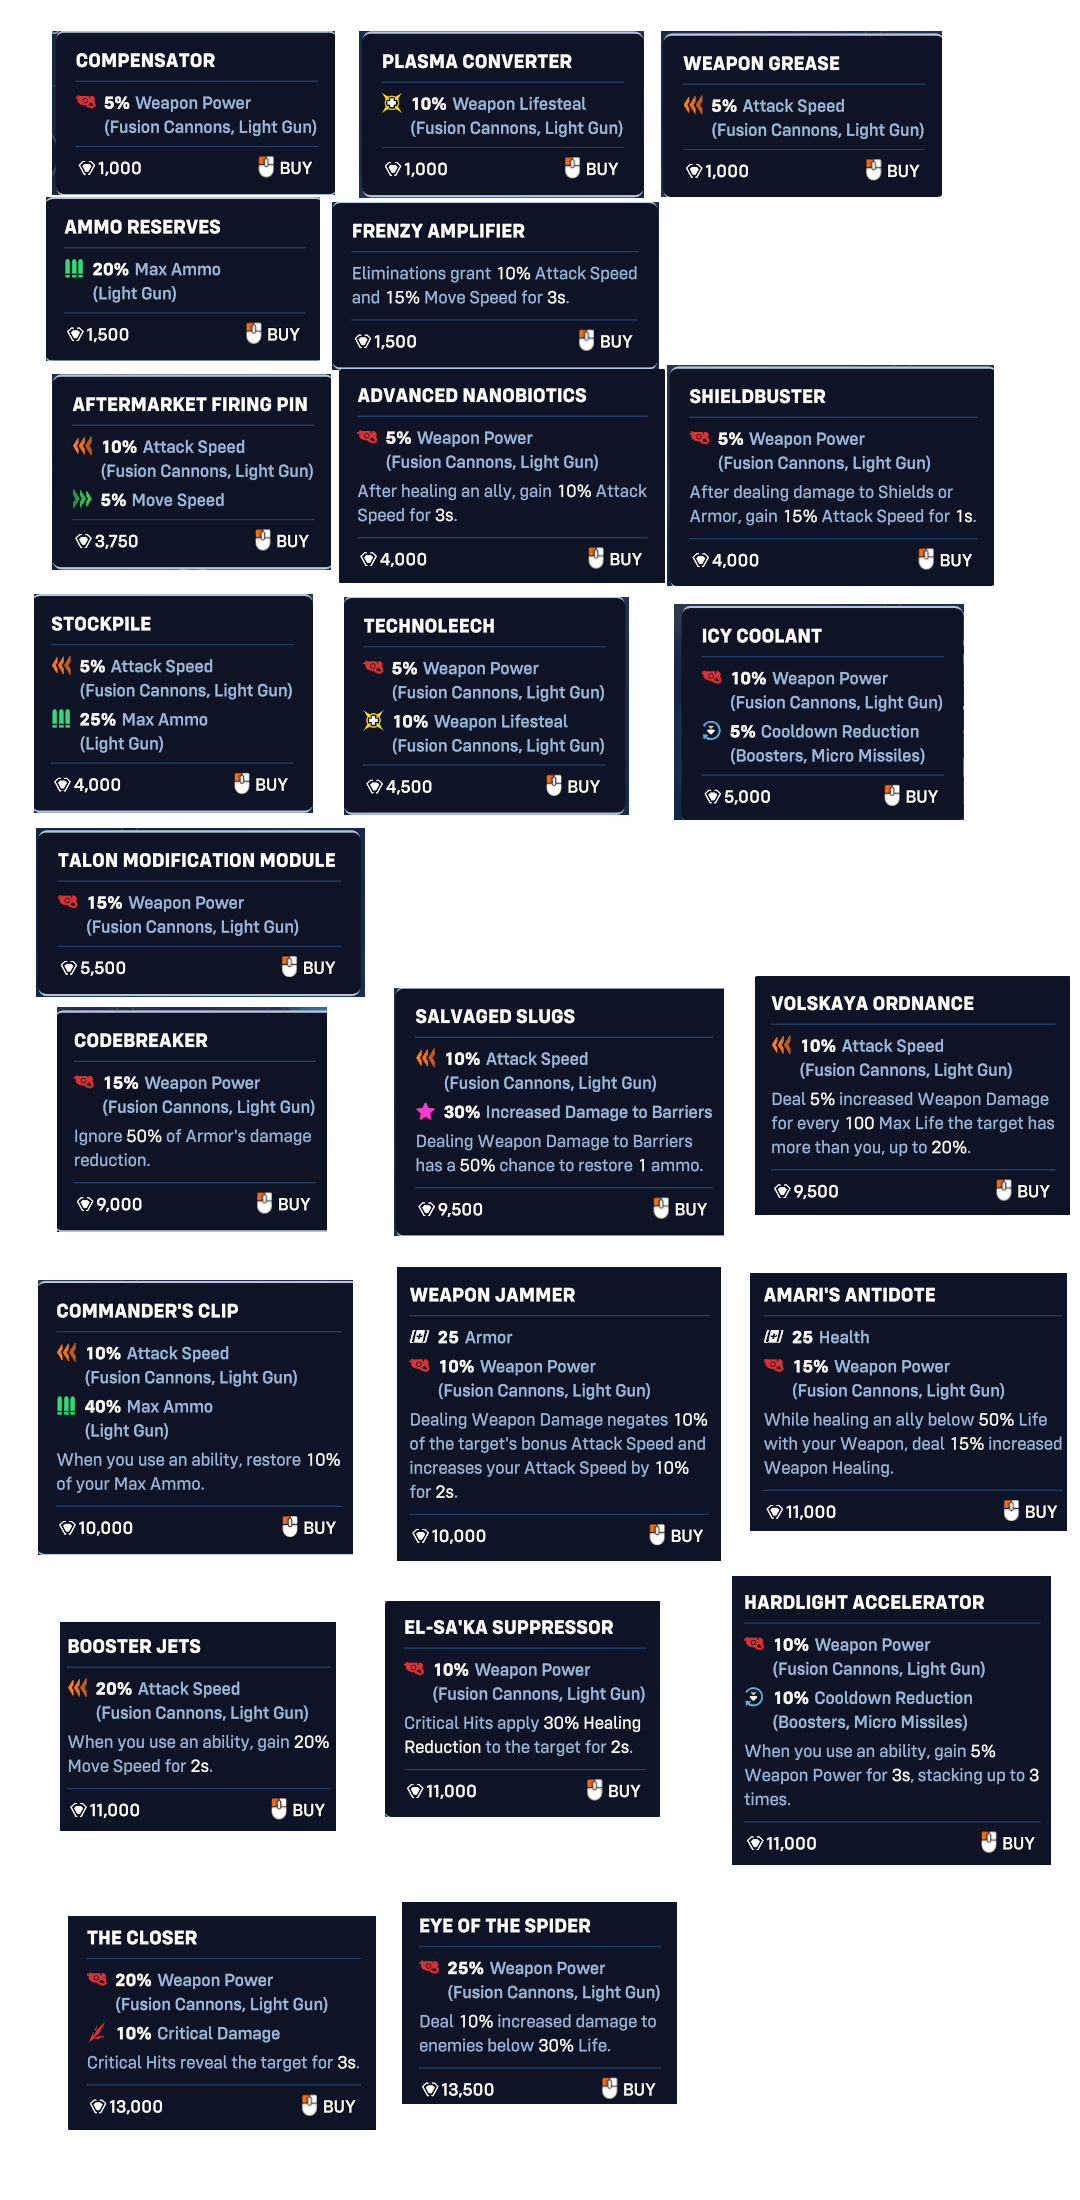 COMPENSATOR
5% Weapon Power
(Fusion Cannons, Light Gun)
1,000 BUY
PLASMA CONVERTER
10% Weapon Lifesteal
(Fusion Cannons, Light Gun)
1,000 BUY
WEAPON GREASE
5% Attack Speed
(Fusion Cannons, Light Gun)
1,000 BUY
AMMO RESERVES
20% Max Ammo
(Light Gun)
1,500 BUY
FRENZY AMPLIFIER
Eliminations grant 10% Attack Speed
and 15% Move Speed for 3s.
1,500 BUY
AFTERMARKET FIRING PIN
10% Attack Speed
(Fusion Cannons, Light Gun)
5% Move Speed
3,750 BUY
ADVANCED NANOBIOTICS
5% Weapon Power
(Fusion Cannons, Light Gun)
After healing an ally, gain 10% Attack
Speed for 3s.
4,000 BUY
SHIELDBUSTER
5% Weapon Power
(Fusion Cannons, Light Gun)
After dealing damage to Shields or
Armor, gain 15% Attack Speed for 1s.
4,000 BUY
STOCKPILE
5% Attack Speed
(Fusion Cannons, Light Gun)
25% Max Ammo
(Light Gun)
4,000 BUY
TECHNOLEECH
5% Weapon Power
(Fusion Cannons, Light Gun)
10% Weapon Lifesteal
(Fusion Cannons, Light Gun)
4,500 BUY
ICY COOLANT
10% Weapon Power
(Fusion Cannons, Light Gun)
5% Cooldown Reduction
(Boosters, Micro Missiles)
5,000 BUY
TALON MODIFICATION MODULE
15% Weapon Power
(Fusion Cannons, Light Gun)
5,500 BUY
CODEBREAKER
15% Weapon Power
(Fusion Cannons, Light Gun)
Ignore 50% of Armor's damage
reduction.
9,000 BUY
SALVAGED SLUGS
10% Attack Speed
(Fusion Cannons, Light Gun)
30% Increased Damage to Barriers
Dealing Weapon Damage to Barriers
has a 50% chance to restore 1 ammo.
9,500 BUY
VOLSKAYA ORDNANCE
10% Attack Speed
(Fusion Cannons, Light Gun)
Deal 5% increased Weapon Damage
for every 100 Max Life the target has
more than you, up to 20%.
9,500 BUY
COMMANDER'S CLIP
10% Attack Speed
(Fusion Cannons, Light Gun)
40% Max Ammo
(Light Gun)
When you use an ability, restore 10%
of your Max Ammo.
10,000 BUY
WEAPON JAMMER
25 Armor
10% Weapon Power
(Fusion Cannons, Light Gun)
Dealing Weapon Damage negates 10%
of the target's bonus Attack Speed and
increases your Attack Speed by 10%
for 2s.
10,000 BUY
AMARI'S ANTIDOTE
25 Health
15% Weapon Power
(Fusion Cannons, Light Gun)
While healing an ally below 50% Life
with your Weapon, deal 15% increased
Weapon Healing.
11,000 BUY
BOOSTER JETS
20% Attack Speed
(Fusion Cannons, Light Gun)
When you use an ability, gain 20%
Move Speed for 2s.
11,000 BUY
EL-SA'KA SUPPRESSOR
10% Weapon Power
(Fusion Cannons, Light Gun)
Critical Hits apply 30% Healing
Reduction to the target for 2s.
11,000 BUY
HARDLIGHT ACCELERATOR
10% Weapon Power
(Fusion Cannons, Light Gun)
10% Cooldown Reduction
(Boosters, Micro Missiles)
When you use an ability, gain 5%
Weapon Power for 3s, stacking up to 3
times.
11,000 BUY
THE CLOSER
20% Weapon Power
(Fusion Cannons, Light Gun)
10% Critical Damage
Critical Hits reveal the target for 3s.
13,000 BUY
EYE OF THE SPIDER
25% Weapon Power
(Fusion Cannons, Light Gun)
Deal 10% increased damage to
enemies below 30% Life.
13,500 BUY